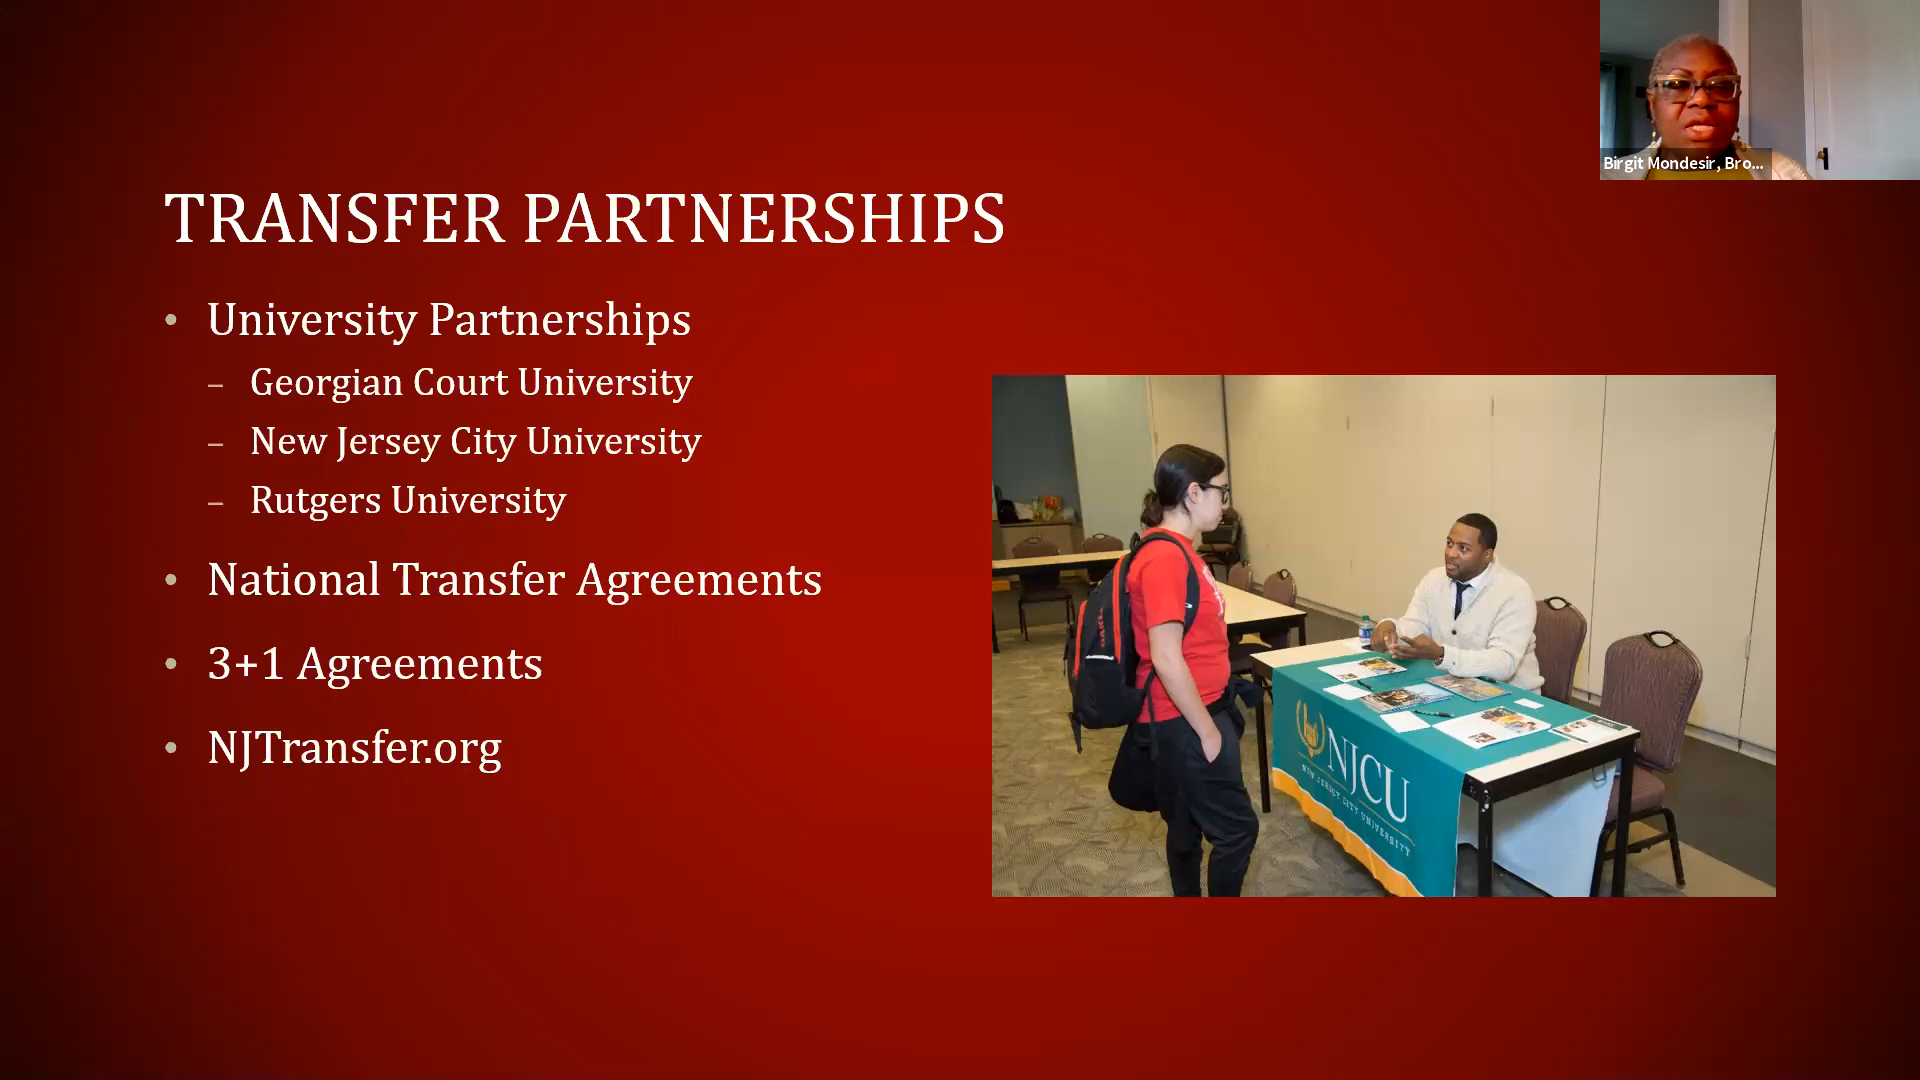 Birgit Mondesir, Bro...
TRANSFER PARTNERSHIPS
• University Partnerships
– Georgian Court University
– New Jersey City University
– Rutgers University
• National Transfer Agreements
• 3+1 Agreements
• NJTransfer.org
NJCU
NEW JERSEY CITY UNIVERSITY